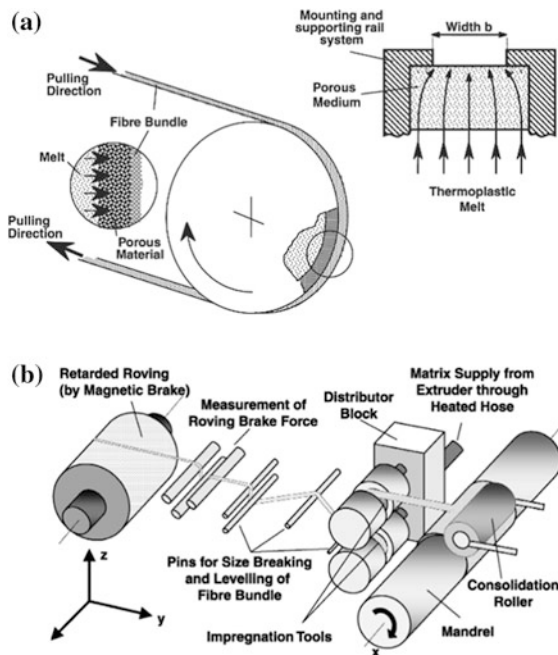 (a)
Pulling
Direction
Fibre Bundle
Melt
Pulling
Direction
Porous
Material
Mounting and
supporting rail
system
Width b
Porous
Medium
Thermoplastic
Melt
(b)
Retarded Roving
(by Magnetic Brake)
Measurement of
Roving Brake Force
Distributor
Block
Matrix Supply from
Extruder through
Heated Hose
z
y
x
Pins for Size Breaking
and Levelling of
Fibre Bundle
Impregnation Tools
Consolidation
Roller
Mandrel